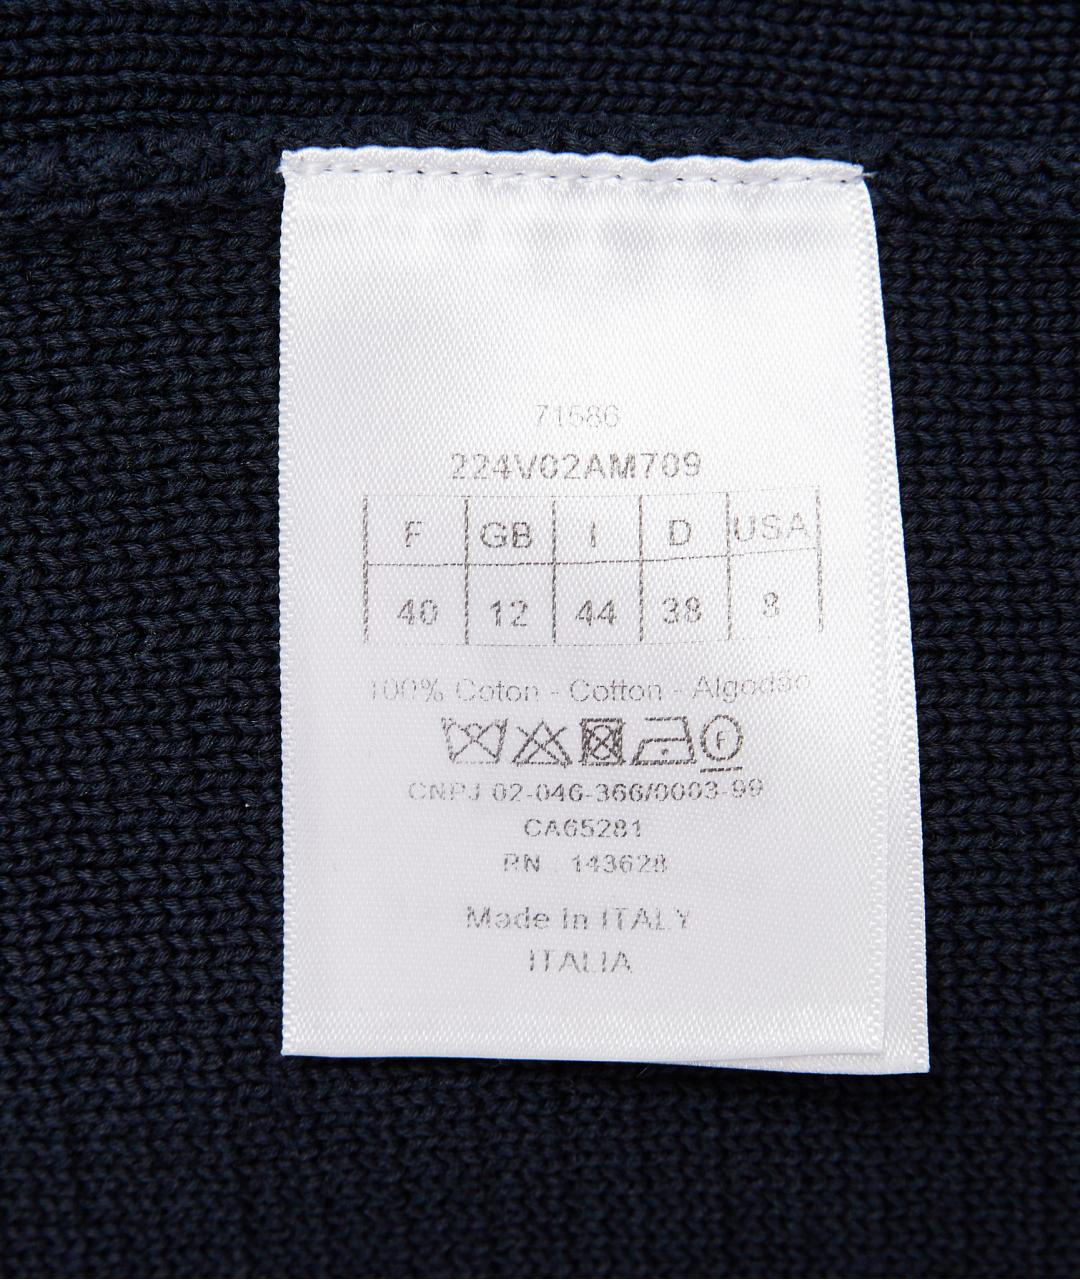 71586
224V02AM709
F GB I D USA
40 12 44 38 8
100% Coton - Cotton - Algodão
F
CNPJ 02-046-366/0003-99
CA65281
RN 143628
Made in ITALY
ITALIA